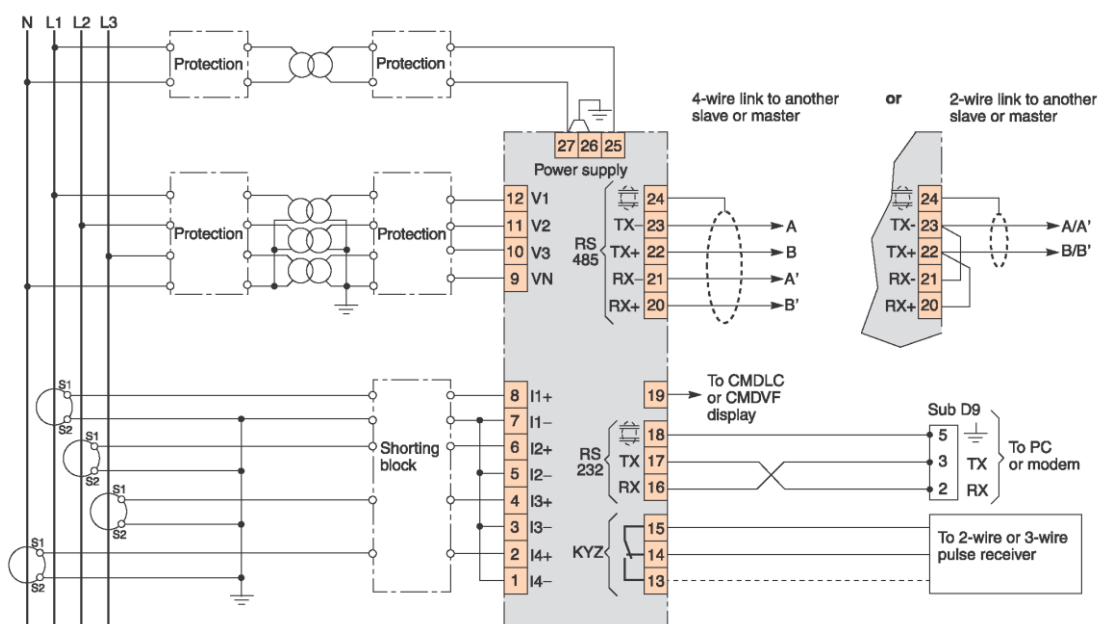 N L1 L2 L3
Protection
Protection
4-wire link to another
slave or master
or
2-wire link to another
slave or master
27 26 25
Power supply
Protection
Protection
12 V1
11 V2
10 V3
9 VN
RS
485
24
TX− 23
TX+ 22
RX− 21
RX+ 20
A
B
A'
B'
24
TX- 23
TX+ 22
RX- 21
RX+ 20
A/A'
B/B'
S1
S2
S1
S2
S1
S2
S1
S2
Shorting
block
8 I1+
7 I1−
6 I2+
5 I2−
4 I3+
3 I3−
2 I4+
1 I4−
19
To CMDLC
or CMDVF
display
RS
232
18
TX 17
RX 16
Sub D9
5
3 TX
2 RX
To PC
or modem
KYZ
15
14
13
To 2-wire or 3-wire
pulse receiver